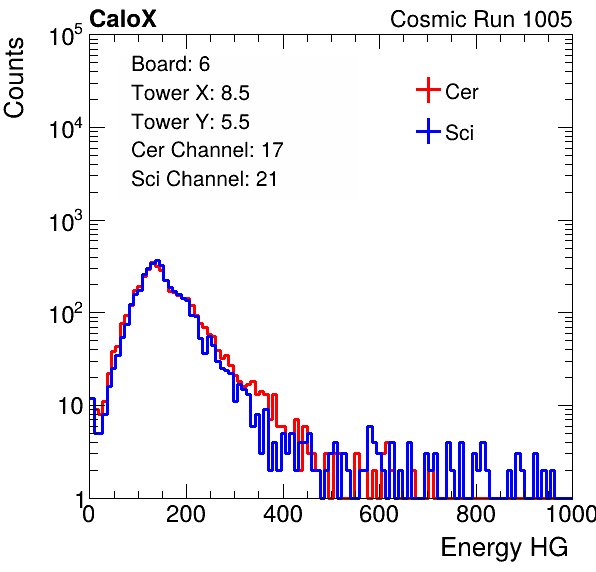 CaloX Cosmic Run 1005
Counts
10^5
10^4
10^3
10^2
10
1
Board: 6
Tower X: 8.5
Tower Y: 5.5
Cer Channel: 17
Sci Channel: 21
Cer
Sci
0 200 400 600 800 1000
Energy HG